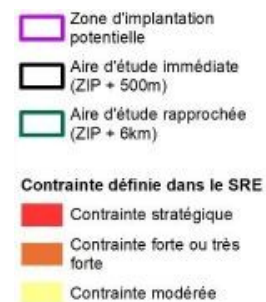 Zone d'implantation
potentielle
Aire d'étude immédiate
(ZIP + 500m)
Aire d'étude rapprochée
(ZIP + 6km)
Contrainte définie dans le SRE
Contrainte stratégique
Contrainte forte ou très
forte
Contrainte modérée